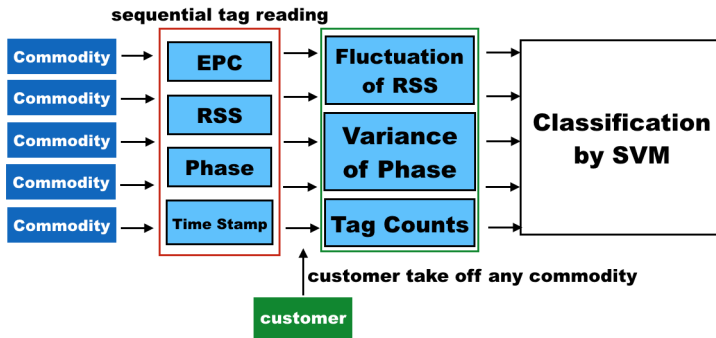 sequential tag reading
Commodity
Commodity
Commodity
Commodity
Commodity
EPC
RSS
Phase
Time Stamp
Fluctuation
of RSS
Variance
of Phase
Tag Counts
Classification
by SVM
customer take off any commodity
customer